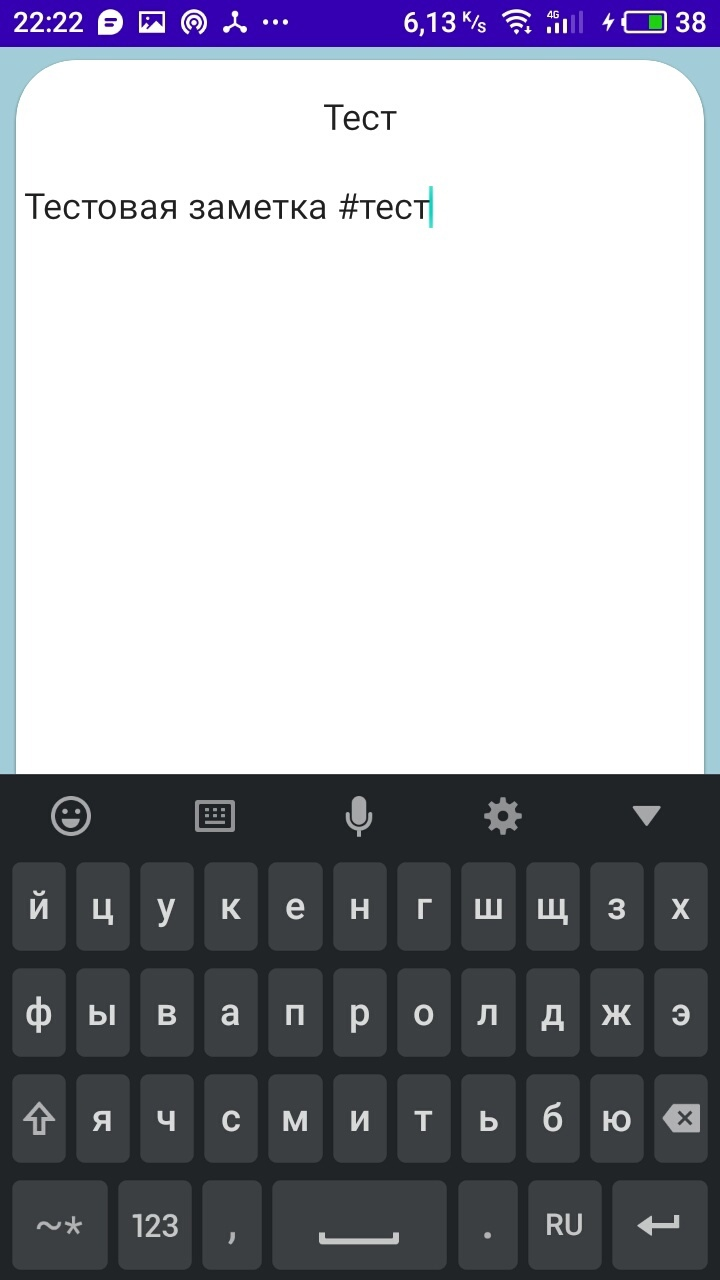 22:22 6,13 K/s 4G 38
Тест
Тестовая заметка #тест
й ц у к е н г ш щ з х
ф ы в а п р о л д ж э
я ч с м и т ь б ю
~* 123 , . RU